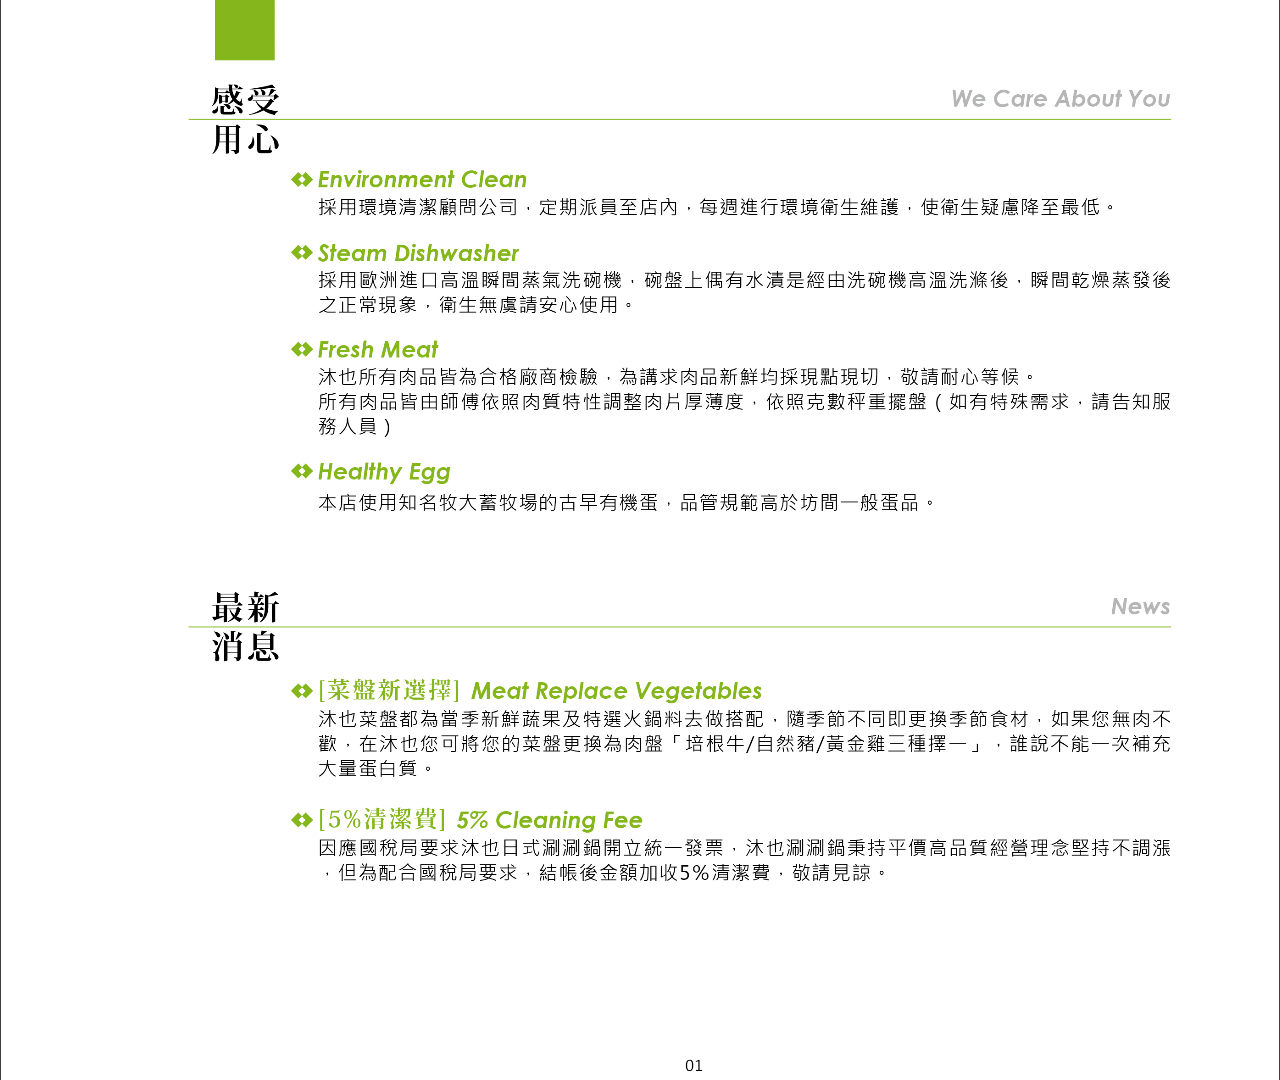 感受
用心
We Care About You
Environment Clean
採用環境清潔顧問公司，定期派員至店內，每週進行環境衛生維護，使衛生疑慮降至最低。
Steam Dishwasher
採用歐洲進口高溫瞬間蒸氣洗碗機，碗盤上偶有水漬是經由洗碗機高溫洗滌後，瞬間乾燥蒸發後
之正常現象，衛生無虞請安心使用。
Fresh Meat
沐也所有肉品皆為合格廠商檢驗，為講求肉品新鮮均採現點現切，敬請耐心等候。
所有肉品皆由師傅依照肉質特性調整肉片厚薄度，依照克數秤重擺盤（如有特殊需求，請告知服
務人員）
Healthy Egg
本店使用知名牧大蓄牧場的古早有機蛋，品管規範高於坊間一般蛋品。
最新
消息
News
[菜盤新選擇] Meat Replace Vegetables
沐也菜盤都為當季新鮮蔬果及特選火鍋料去做搭配，隨季節不同即更換季節食材，如果您無肉不
歡，在沐也您可將您的菜盤更換為肉盤「培根牛/自然豬/黃金雞三種擇一」，誰說不能一次補充
大量蛋白質。
[5%清潔費] 5% Cleaning Fee
因應國稅局要求沐也日式涮涮鍋開立統一發票，沐也涮涮鍋秉持平價高品質經營理念堅持不調漲
，但為配合國稅局要求，結帳後金額加收5%清潔費，敬請見諒。
01